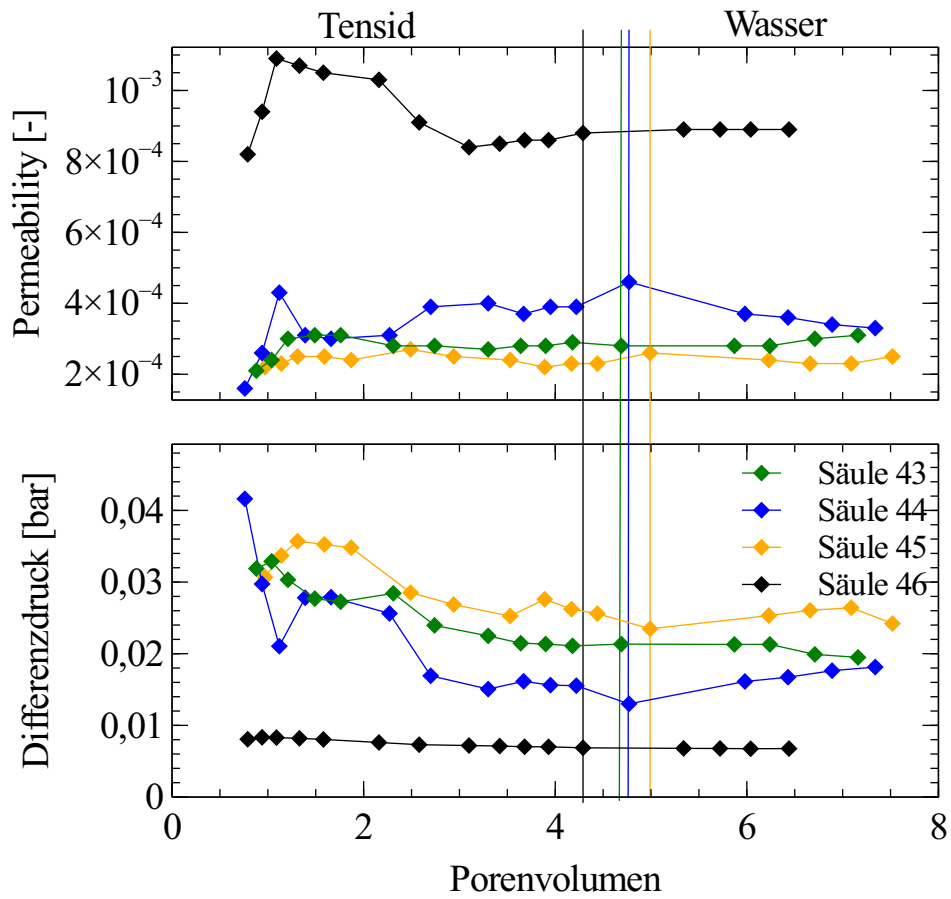 Tensid Wasser
Permeability [-]
10⁻³
8×10⁻⁴
6×10⁻⁴
4×10⁻⁴
2×10⁻⁴
Differenzdruck [bar]
0,04
0,03
0,02
0,01
0
Säule 43
Säule 44
Säule 45
Säule 46
0 2 4 6 8
Porenvolumen